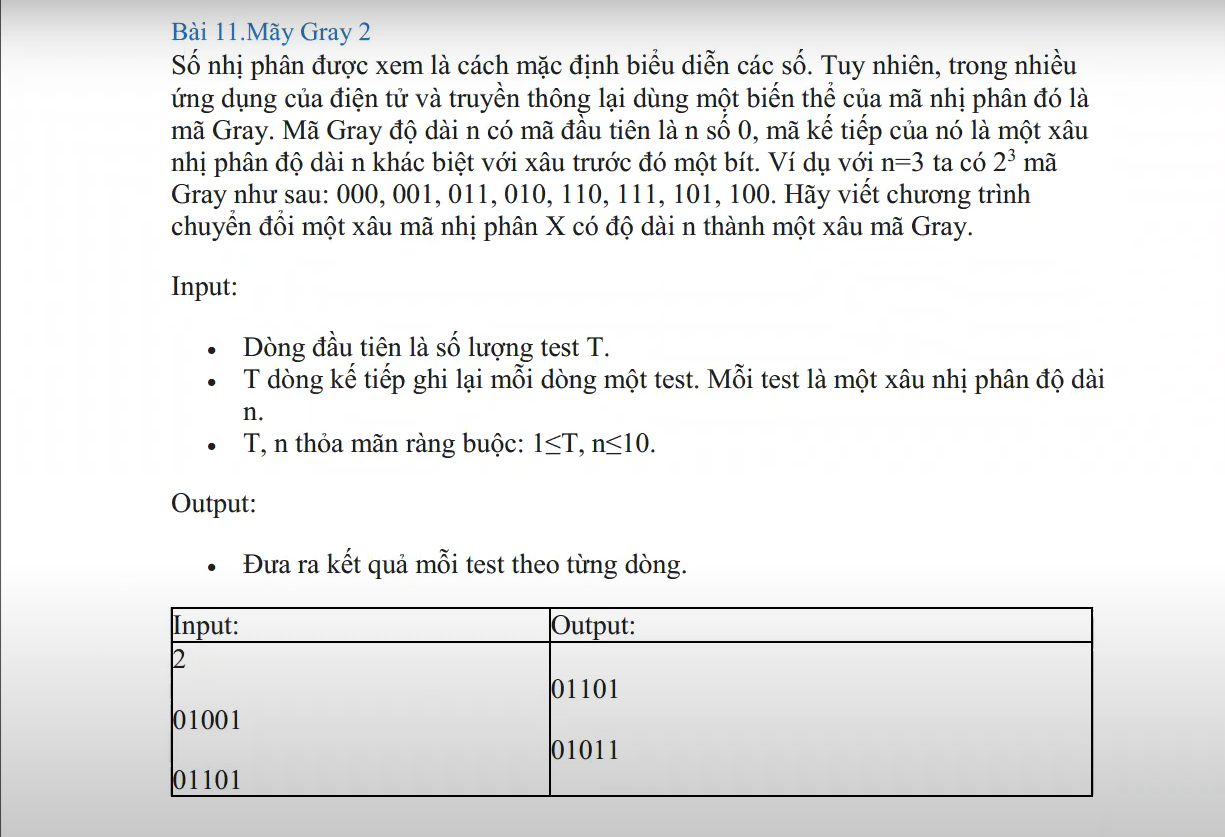 Bài 11.Mãy Gray 2
Số nhị phân được xem là cách mặc định biểu diễn các số. Tuy nhiên, trong nhiều
ứng dụng của điện tử và truyền thông lại dùng một biến thể của mã nhị phân đó là
mã Gray. Mã Gray độ dài n có mã đầu tiên là n số 0, mã kế tiếp của nó là một xâu
nhị phân độ dài n khác biệt với xâu trước đó một bít. Ví dụ với n=3 ta có 2³ mã
Gray như sau: 000, 001, 011, 010, 110, 111, 101, 100. Hãy viết chương trình
chuyển đổi một xâu mã nhị phân X có độ dài n thành một xâu mã Gray.
Input:
• Dòng đầu tiên là số lượng test T.
• T dòng kế tiếp ghi lại mỗi dòng một test. Mỗi test là một xâu nhị phân độ dài
n.
• T, n thỏa mãn ràng buộc: 1≤T, n≤10.
Output:
• Đưa ra kết quả mỗi test theo từng dòng.
Input: Output:
2
01101
01001
01011
01101